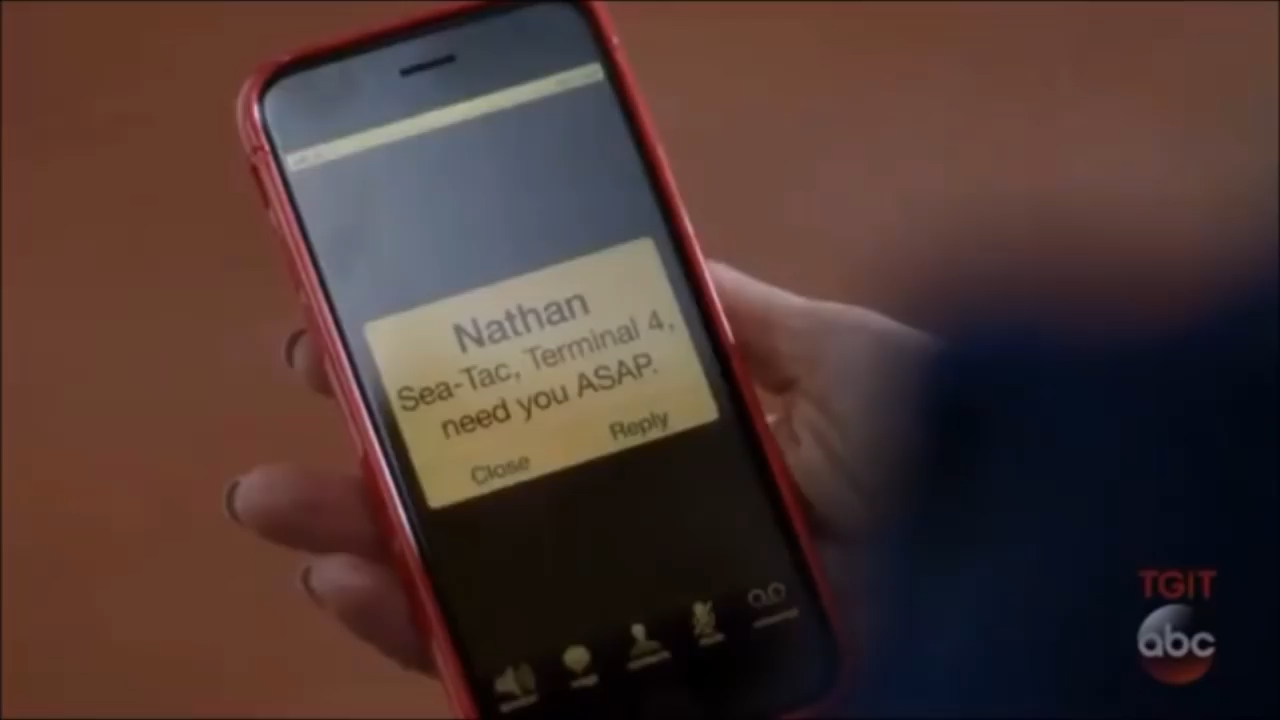 Nathan
Sea-Tac, Terminal 4,
need you ASAP.
Close Reply
TGIT
abc